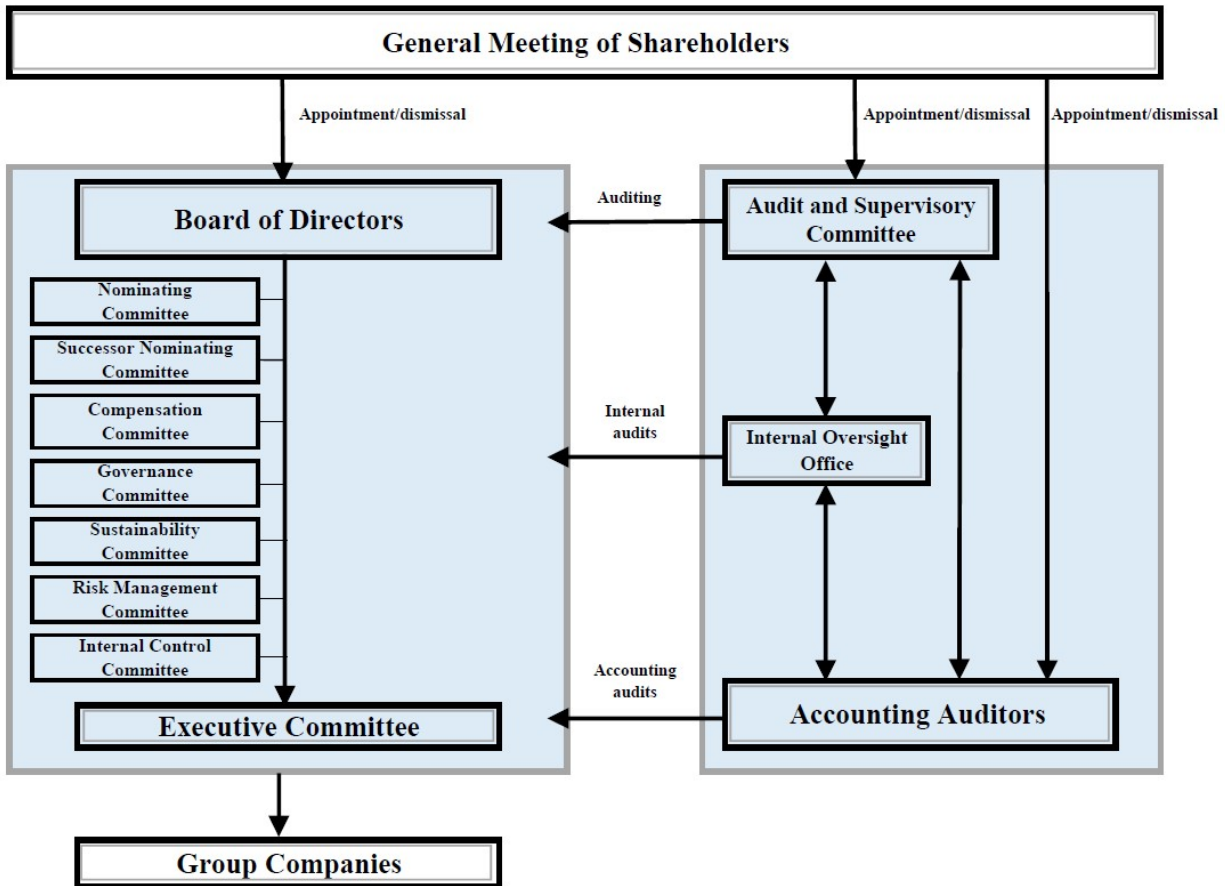 General Meeting of Shareholders
Appointment/dismissal
Appointment/dismissal
Appointment/dismissal
Board of Directors
Auditing
Audit and Supervisory
Committee
Nominating
Committee
Successor Nominating
Committee
Compensation
Committee
Governance
Committee
Sustainability
Committee
Risk Management
Committee
Internal Control
Committee
Internal
audits
Internal Oversight
Office
Accounting
audits
Executive Committee
Accounting Auditors
Group Companies